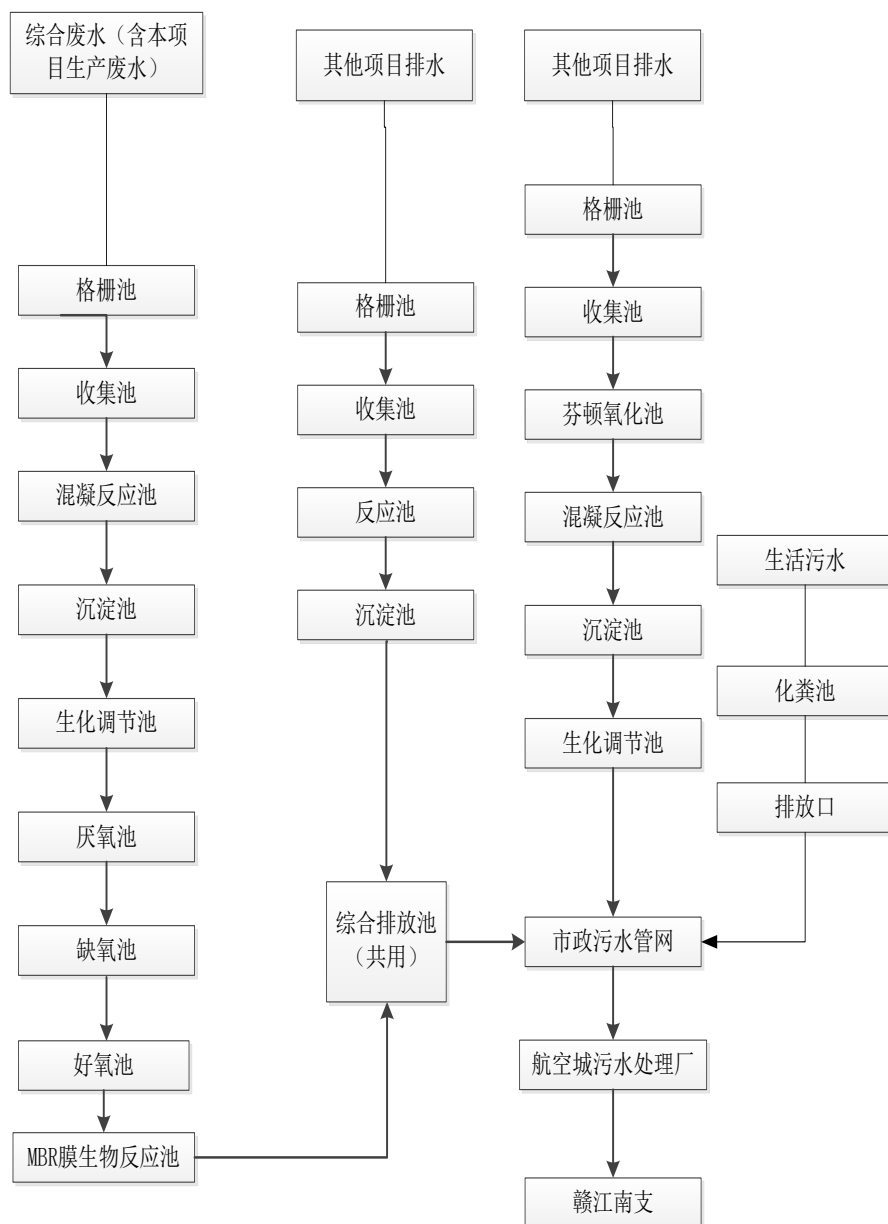 综合废水（含本项
目生产废水）
格栅池
收集池
混凝反应池
沉淀池
生化调节池
厌氧池
缺氧池
好氧池
MBR膜生物反应池
其他项目排水
格栅池
收集池
反应池
沉淀池
综合排放池
（共用）
其他项目排水
格栅池
收集池
芬顿氧化池
混凝反应池
沉淀池
生化调节池
市政污水管网
航空城污水处理厂
赣江南支
生活污水
化粪池
排放口